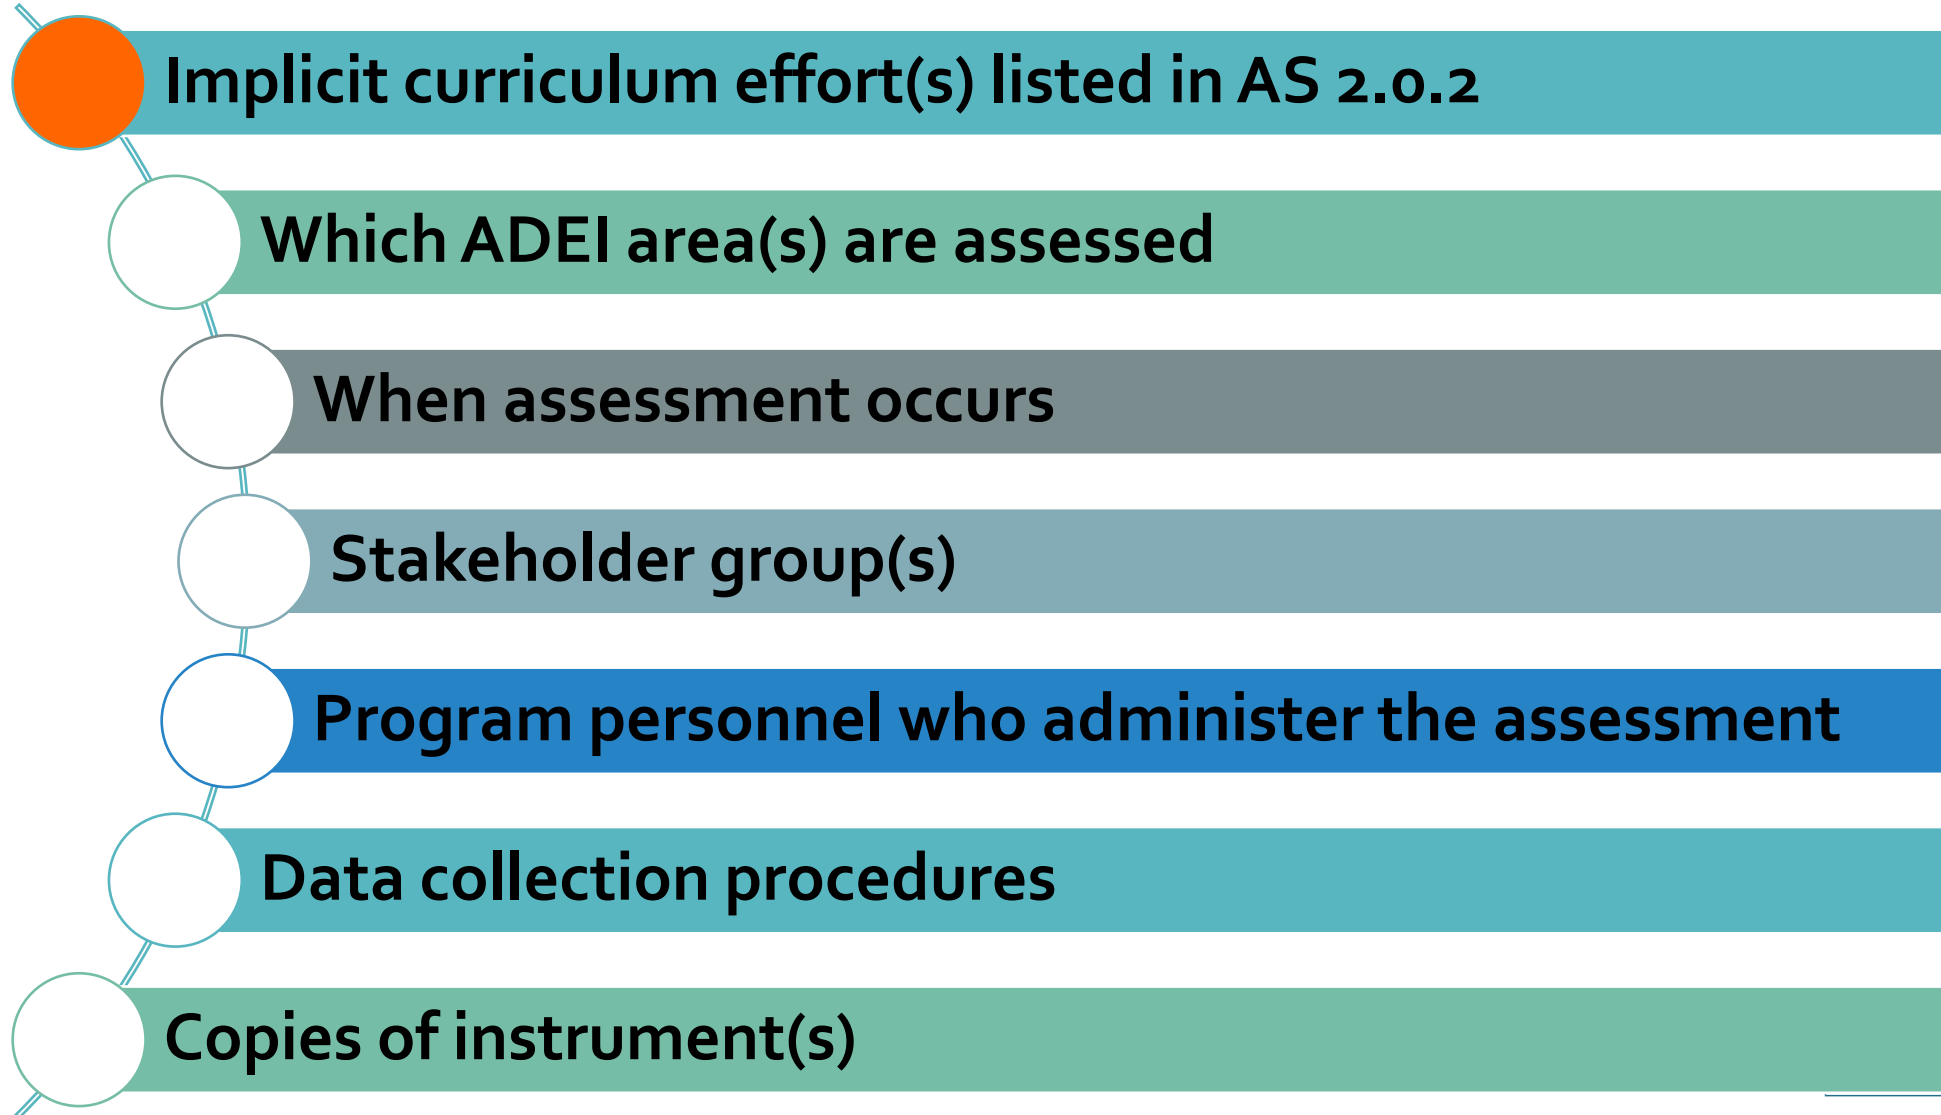 Implicit curriculum effort(s) listed in AS 2.0.2
Which ADEI area(s) are assessed
When assessment occurs
Stakeholder group(s)
Program personnel who administer the assessment
Data collection procedures
Copies of instrument(s)